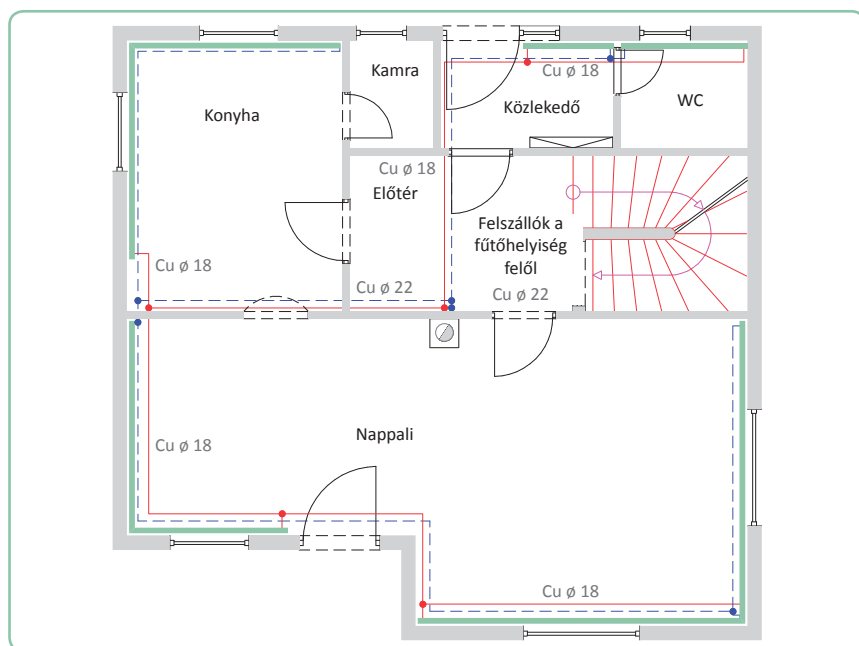 Kamra
Cu ø 18
Konyha
Közlekedő
WC
Cu ø 18
Előtér
Felszállók a
fűtőhelyiség
felől
Cu ø 18
Cu ø 22
Cu ø 22
Nappali
Cu ø 18
Cu ø 18